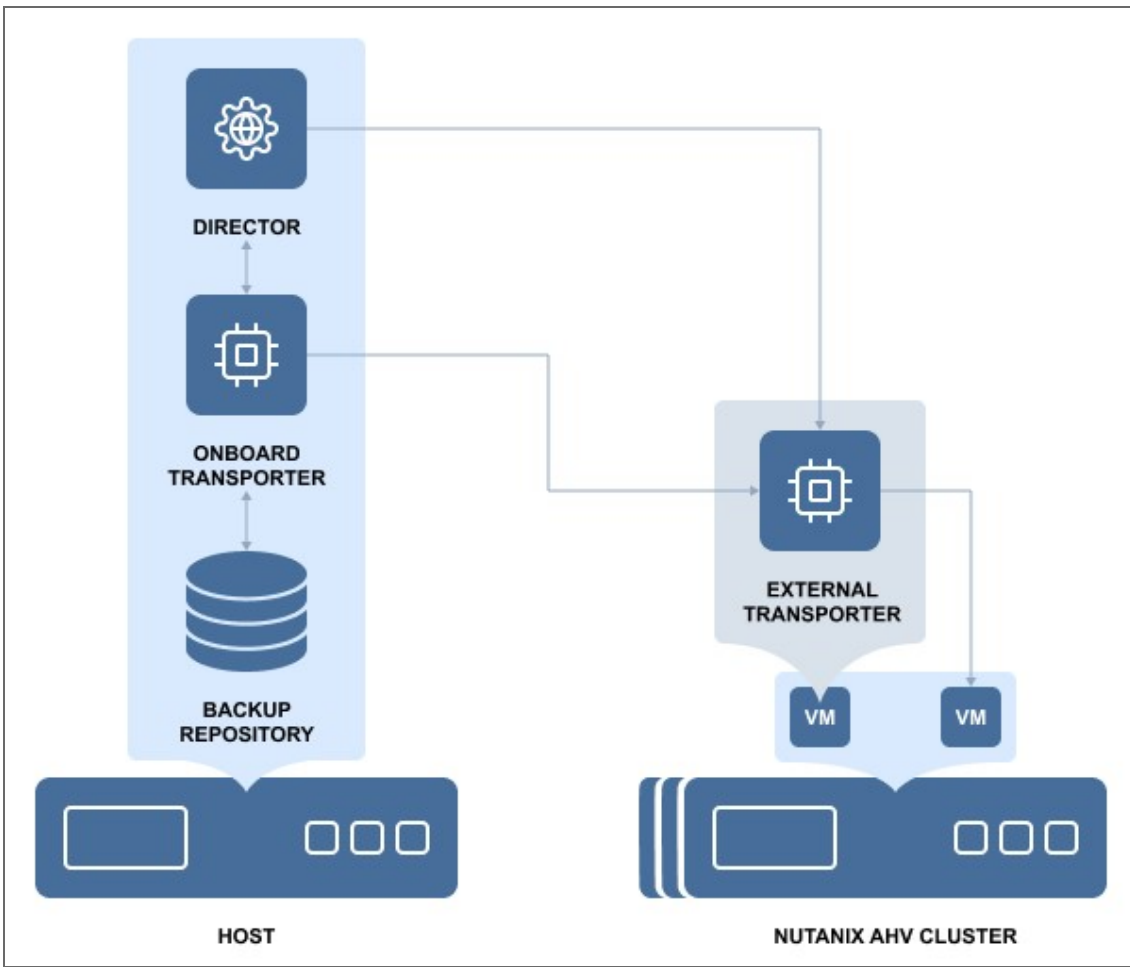 DIRECTOR
ONBOARD
TRANSPORTER
BACKUP
REPOSITORY
HOST
EXTERNAL
TRANSPORTER
VM
VM
NUTANIX AHV CLUSTER